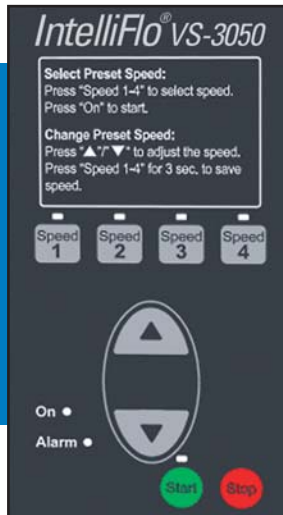 IntelliFlo® VS-3050
Select Preset Speed:
Press "Speed 1-4" to select speed.
Press "On" to start.
Change Preset Speed:
Press "▲"/"▼" to adjust the speed.
Press "Speed 1-4" for 3 sec. to save
speed.
Speed 1 Speed 2 Speed 3 Speed 4
On
Alarm
Start Stop